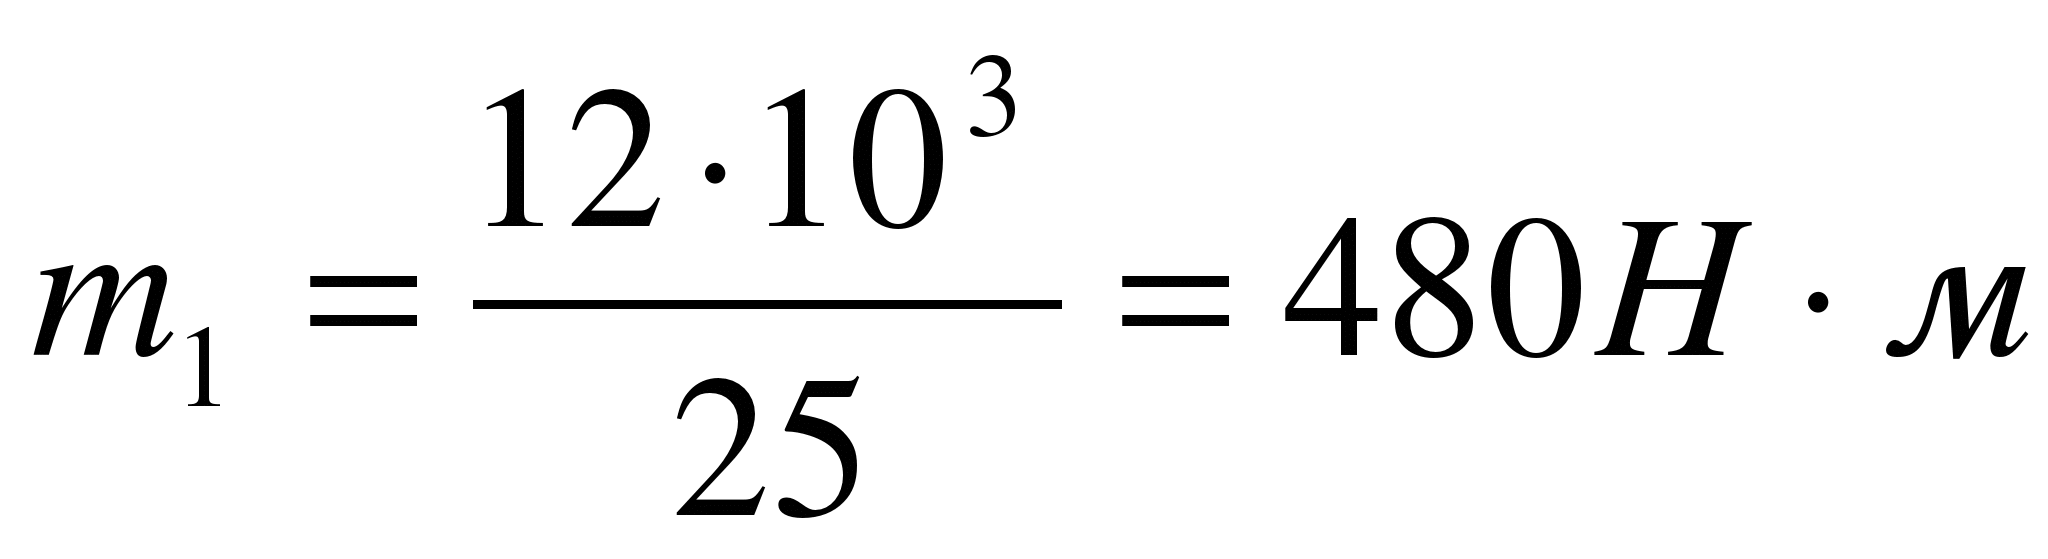 m₁ = 12·10³ / 25 = 480Н · м